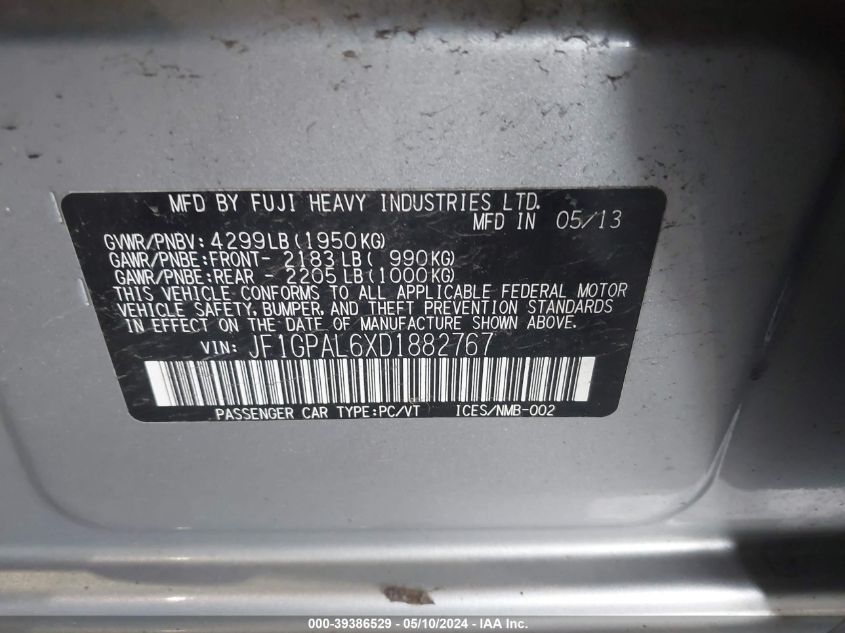 MFD BY FUJI HEAVY INDUSTRIES LTD.
MFD IN 05/13
GVWR/PNBV: 4299LB(1950KG)
GAWR/PNBE:FRONT- 2183LB( 990KG)
GAWR/PNBE:REAR 2205LB(1000KG)
THIS VEHICLE CONFORMS TO ALL APPLICABLE FEDERAL MOTOR
VEHICLE SAFETY, BUMPER, AND THEFT PREVENTION STANDARDS
IN EFFECT ON THE DATE OF MANUFACTURE SHOWN ABOVE.
VIN: JF1GPAL6XD1882767
PASSENGER CAR TYPE:PC/VT ICES/NMB-002
000-39386529 - 05/10/2024 - IAA Inc.